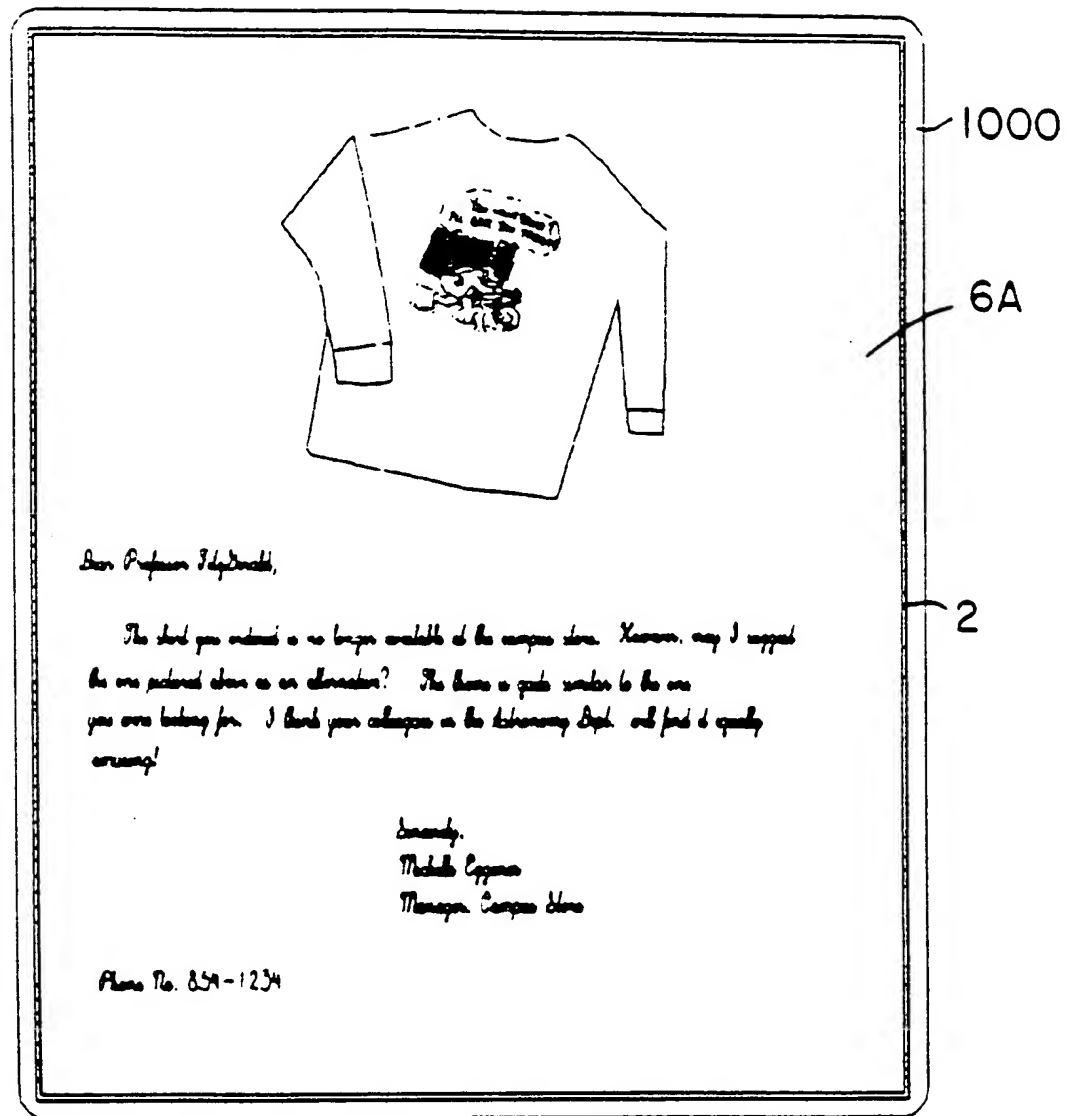 1000
6A
2
Dear Professor FitzGerald,
The shirt you ordered is no longer available at the campus store. However, may I suggest
the one pictured above as an alternative? The theme is quite similar to the one
you were looking for. I think your colleagues in the Astronomy Dept. will find it equally
amusing!
Sincerely,
Michelle
Manager, Campus Store
Phone No. 854-1234